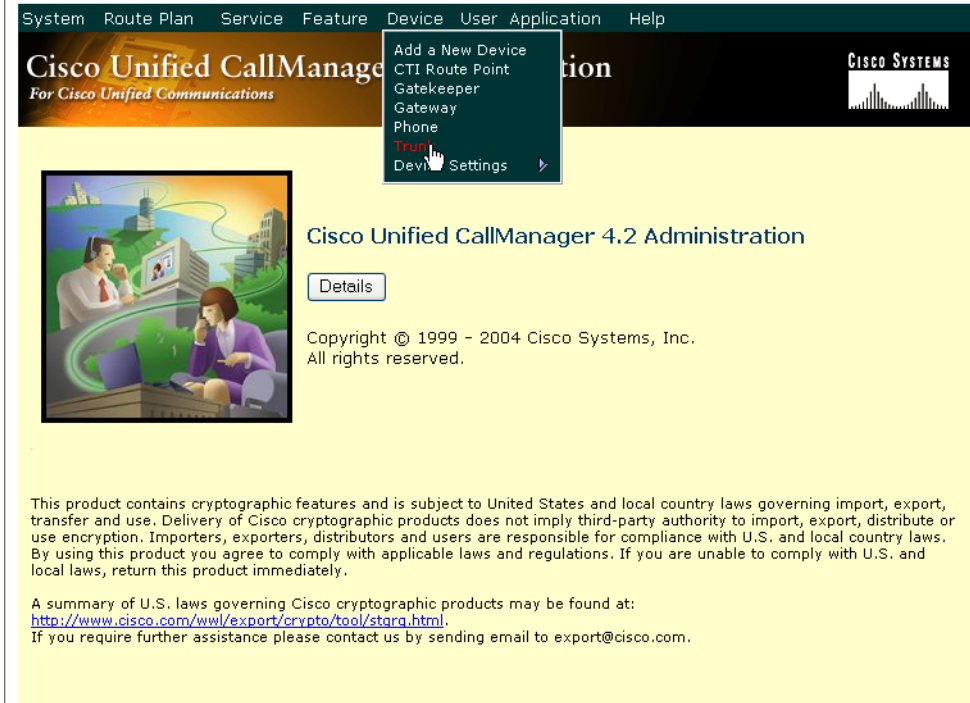 System Route Plan Service Feature Device User Application Help
Cisco Unified CallManage tion
For Cisco Unified Communications
CISCO SYSTEMS
Add a New Device
CTI Route Point
Gatekeeper
Gateway
Phone
Trunk
Device Settings
Cisco Unified CallManager 4.2 Administration
Details
Copyright © 1999 - 2004 Cisco Systems, Inc.
All rights reserved.
This product contains cryptographic features and is subject to United States and local country laws governing import, export,
transfer and use. Delivery of Cisco cryptographic products does not imply third-party authority to import, export, distribute or
use encryption. Importers, exporters, distributors and users are responsible for compliance with U.S. and local country laws.
By using this product you agree to comply with applicable laws and regulations. If you are unable to comply with U.S. and
local laws, return this product immediately.
A summary of U.S. laws governing Cisco cryptographic products may be found at:
http://www.cisco.com/wwl/export/crypto/tool/stqrg.html.
If you require further assistance please contact us by sending email to export@cisco.com.